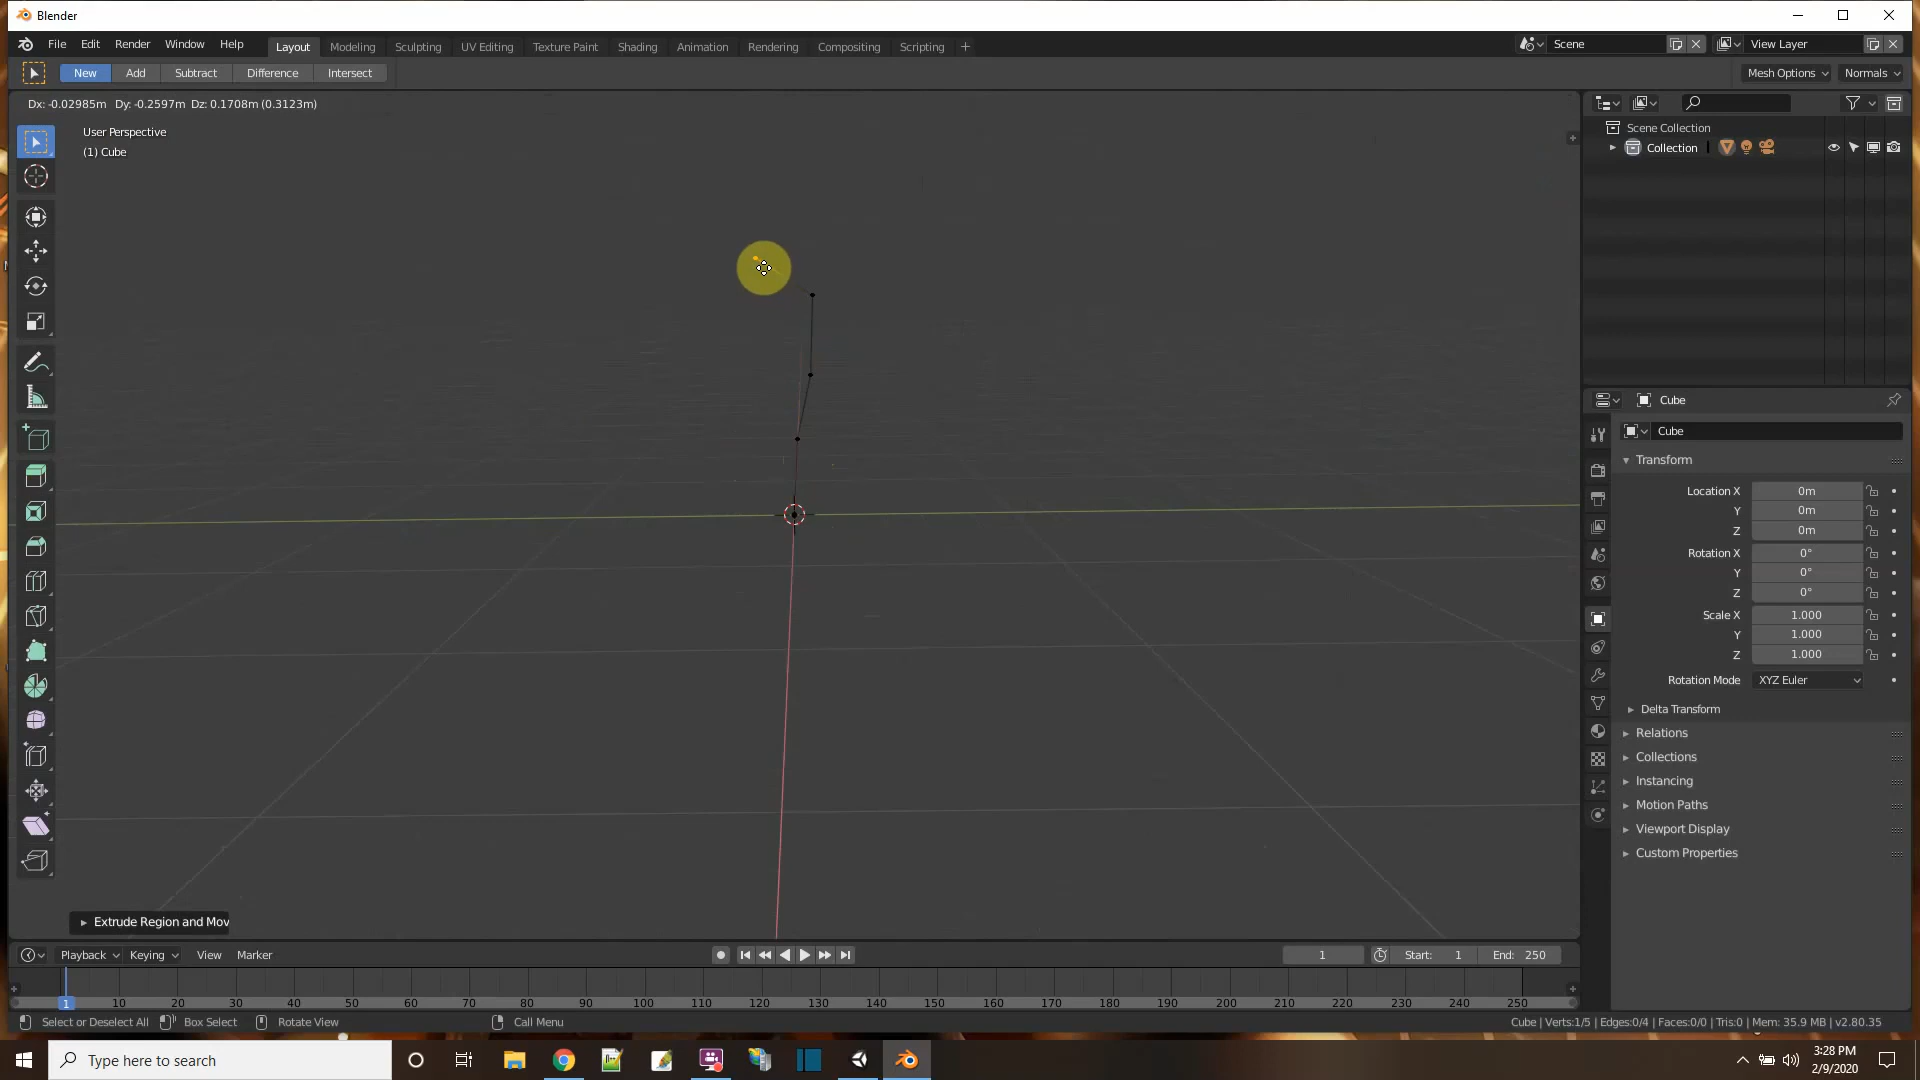 Blender
File Edit Render Window Help Layout Modeling Sculpting UV Editing Texture Paint Shading Animation Rendering Compositing Scripting + Scene View Layer
New Add Subtract Difference Intersect Mesh Options Normals
Dx: -0.02985m Dy: -0.2597m Dz: 0.1708m (0.3123m)
User Perspective
(1) Cube
Scene Collection
Collection
Cube
Cube
Transform
Location X 0m
Y 0m
Z 0m
Rotation X 0°
Y 0°
Z 0°
Scale X 1.000
Y 1.000
Z 1.000
Rotation Mode XYZ Euler
Delta Transform
Relations
Collections
Instancing
Motion Paths
Viewport Display
Custom Properties
Extrude Region and Mov
Playback Keying View Marker 1 Start: 1 End: 250
1 10 20 30 40 50 60 70 80 90 100 110 120 130 140 150 160 170 180 190 200 210 220 230 240 250
Select or Deselect All Box Select Rotate View Call Menu Cube | Verts:1/5 | Edges:0/4 | Faces:0/0 | Tris:0 | Mem: 35.9 MB | v2.80.35
Type here to search
3:28 PM
2/9/2020